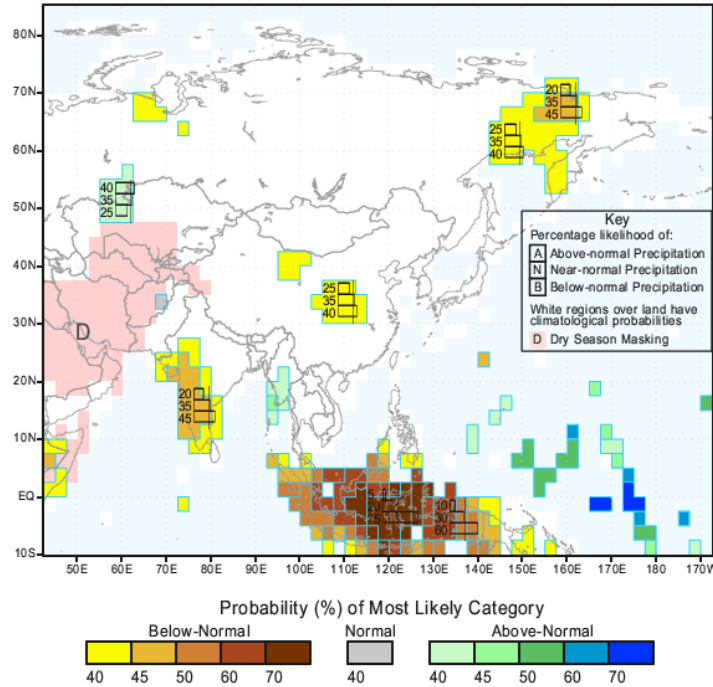 80N
70N
60N
50N
40N
30N
20N
10N
EQ
10S
20
35
45
25
35
40
40
35
25
25
35
40
20
35
45
5
20
75
10
30
60
D
Key
Percentage likelihood of:
A Above-normal Precipitation
N Near-normal Precipitation
B Below-normal Precipitation
White regions over land have
climatological probabilities
D Dry Season Masking
50E 60E 70E 80E 90E 100E 110E 120E 130E 140E 150E 160E 170E 180 170W
Probability (%) of Most Likely Category
Below-Normal Normal Above-Normal
40 45 50 60 70 40 40 45 50 60 70